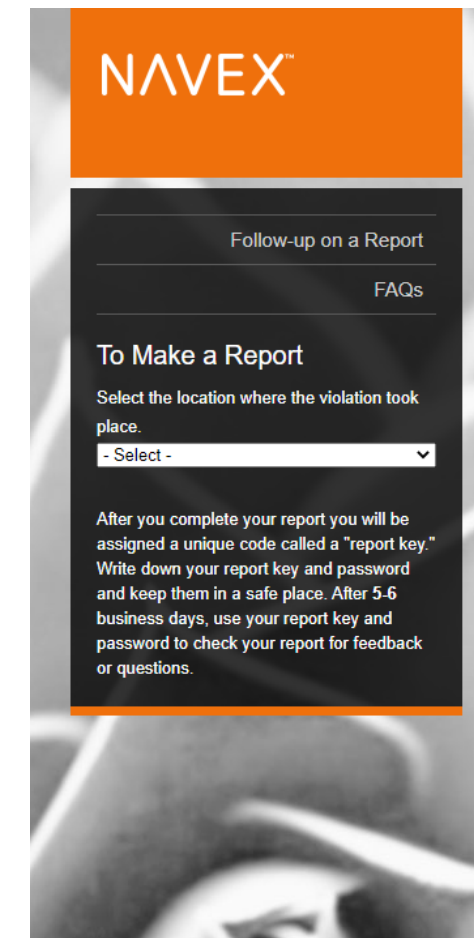 NAVEX™
Follow-up on a Report
FAQs
To Make a Report
Select the location where the violation took
place.
- Select -
After you complete your report you will be
assigned a unique code called a "report key."
Write down your report key and password
and keep them in a safe place. After 5-6
business days, use your report key and
password to check your report for feedback
or questions.